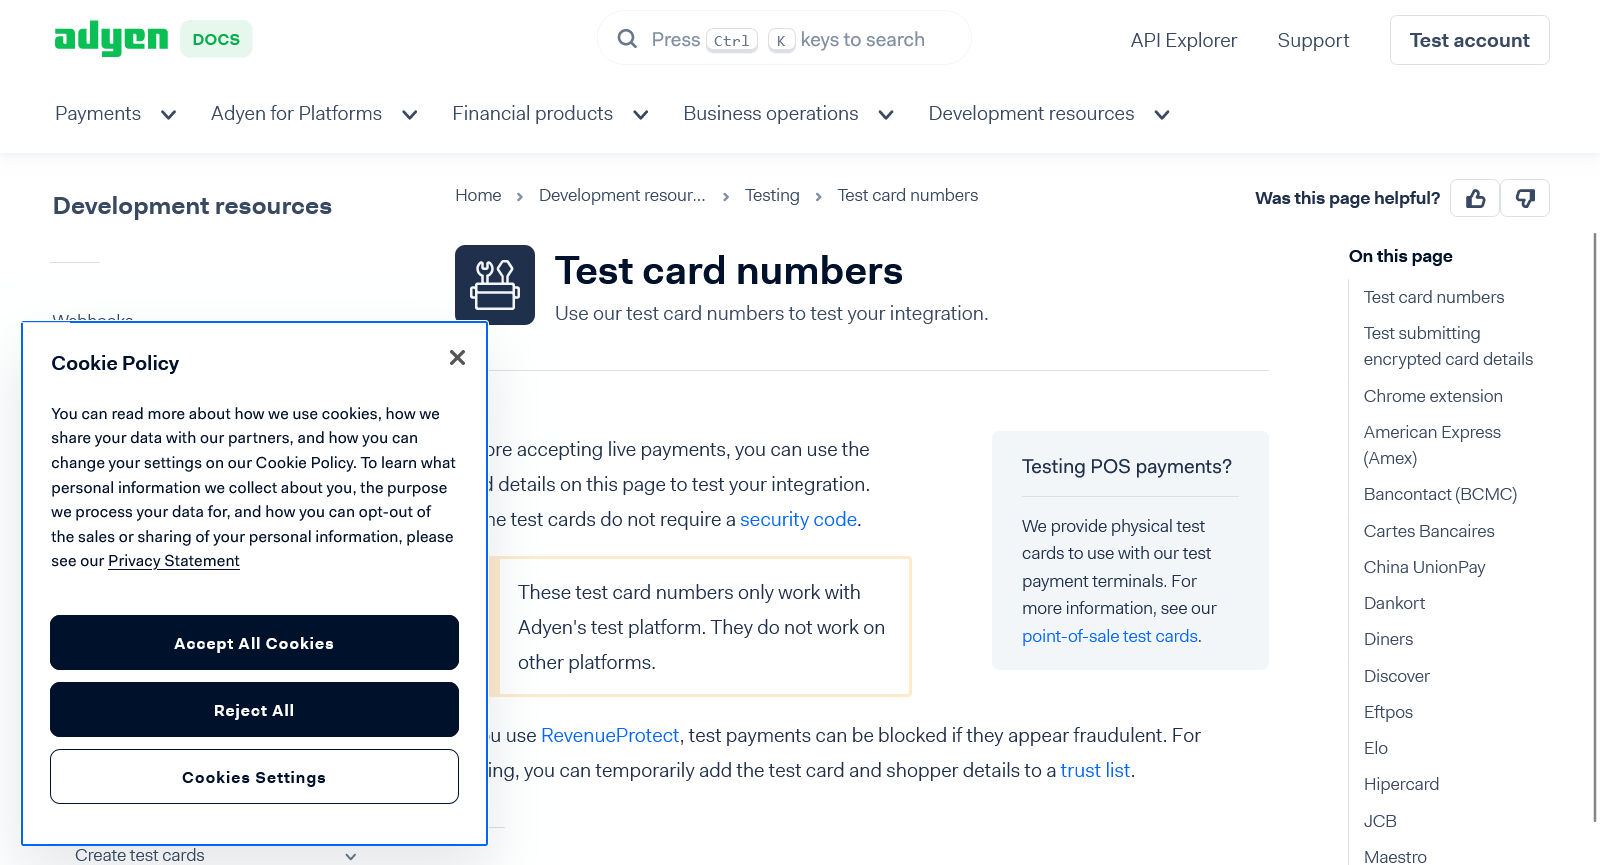 adyen DOCS
Press Ctrl K keys to search
API Explorer
Support
Test account
Payments
Adyen for Platforms
Financial products
Business operations
Development resources
Development resources
Webhooks
Create test cards
Home
Development resour...
Testing
Test card numbers
Was this page helpful?
Test card numbers
Use our test card numbers to test your integration.
accepting live payments, you can use the
details on this page to test your integration.
test cards do not require a security code.
These test card numbers only work with
Adyen's test platform. They do not work on
other platforms.
use RevenueProtect, test payments can be blocked if they appear fraudulent. For
you can temporarily add the test card and shopper details to a trust list.
Testing POS payments?
We provide physical test
cards to use with our test
payment terminals. For
more information, see our
point-of-sale test cards.
On this page
Test card numbers
Test submitting
encrypted card details
Chrome extension
American Express
(Amex)
Bancontact (BCMC)
Cartes Bancaires
China UnionPay
Dankort
Diners
Discover
Eftpos
Elo
Hipercard
JCB
Maestro
Cookie Policy
You can read more about how we use cookies, how we
share your data with our partners, and how you can
change your settings on our Cookie Policy. To learn what
personal information we collect about you, the purpose
we process your data for, and how you can opt-out of
the sales or sharing of your personal information, please
see our Privacy Statement
Accept All Cookies
Reject All
Cookies Settings